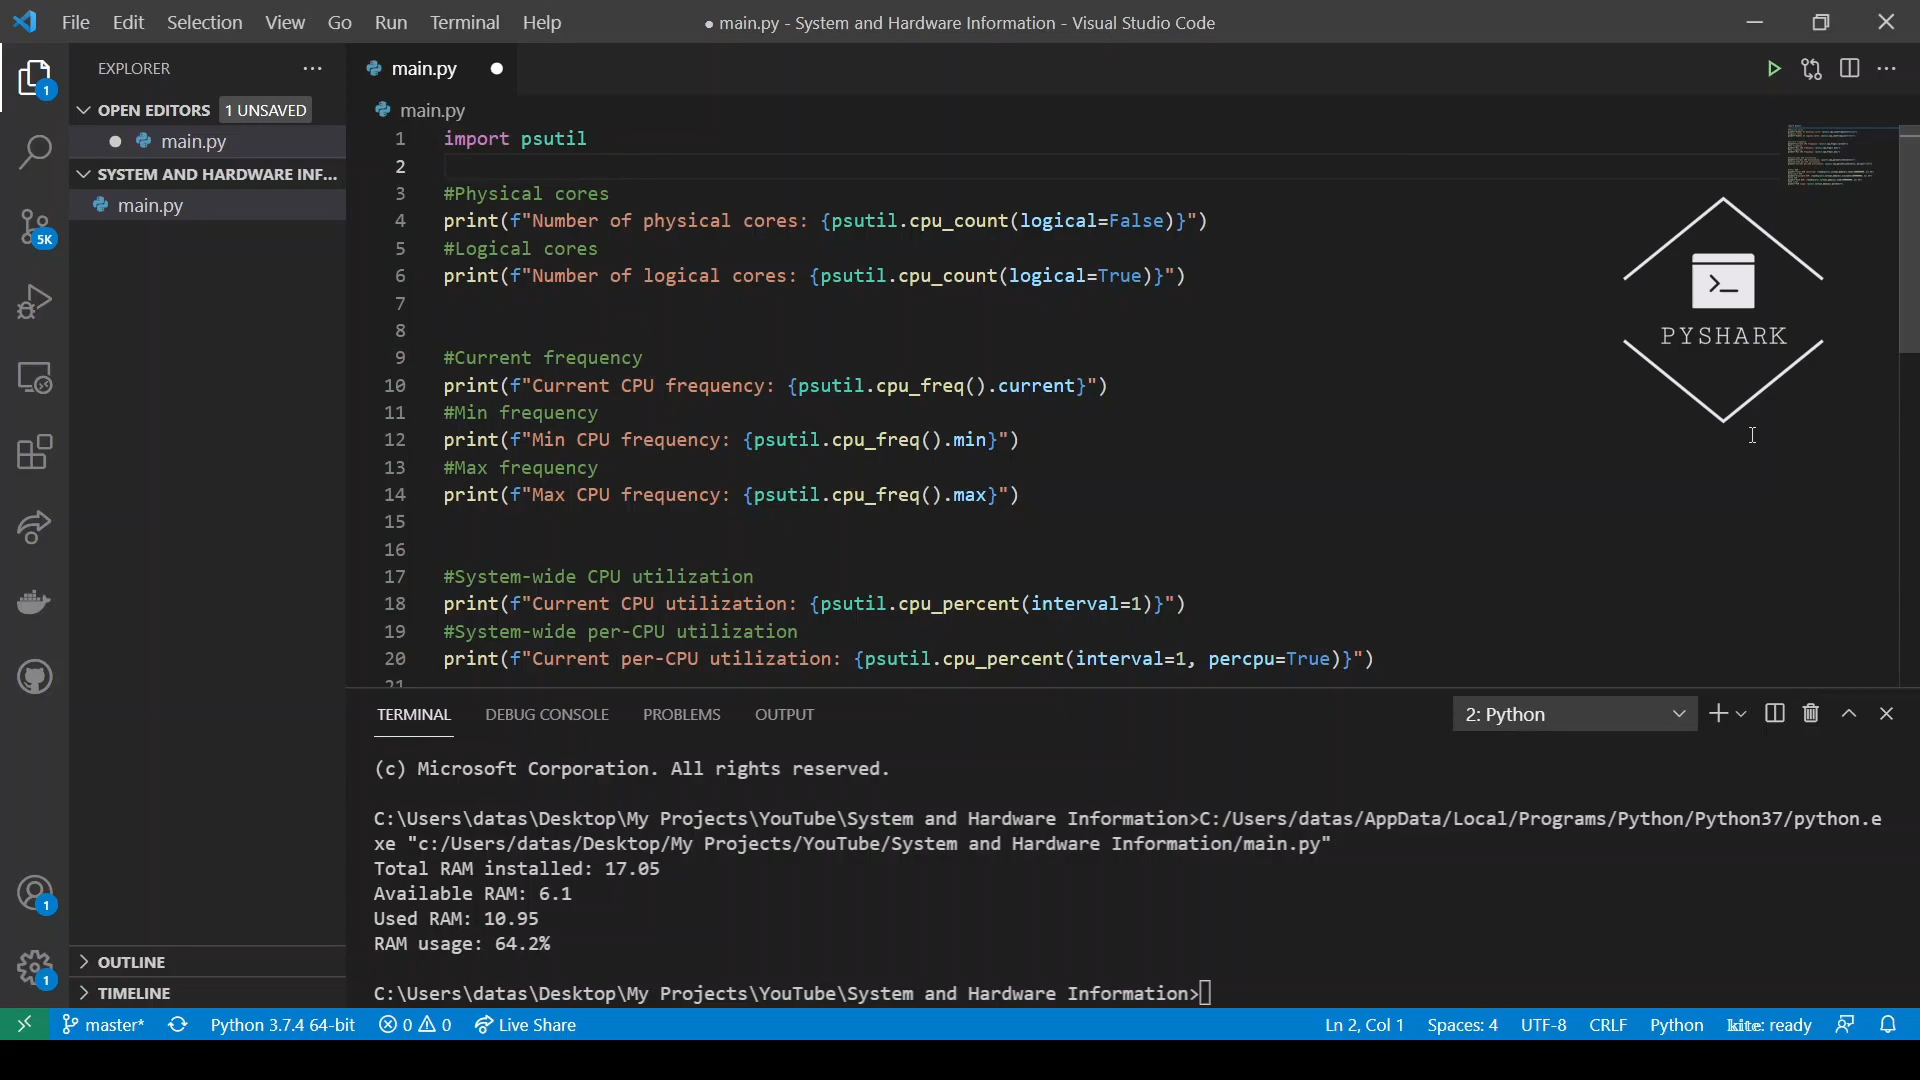 File Edit Selection View Go Run Terminal Help
● main.py - System and Hardware Information - Visual Studio Code
EXPLORER
main.py
1
OPEN EDITORS 1 UNSAVED
main.py
main.py
SYSTEM AND HARDWARE INF...
main.py
5K
1 import psutil
2
3 #Physical cores
4 print(f"Number of physical cores: {psutil.cpu_count(logical=False)}")
5 #Logical cores
6 print(f"Number of logical cores: {psutil.cpu_count(logical=True)}")
7
8
9 #Current frequency
10 print(f"Current CPU frequency: {psutil.cpu_freq().current}")
11 #Min frequency
12 print(f"Min CPU frequency: {psutil.cpu_freq().min}")
13 #Max frequency
14 print(f"Max CPU frequency: {psutil.cpu_freq().max}")
15
16
17 #System-wide CPU utilization
18 print(f"Current CPU utilization: {psutil.cpu_percent(interval=1)}")
19 #System-wide per-CPU utilization
20 print(f"Current per-CPU utilization: {psutil.cpu_percent(interval=1, percpu=True)}")
21
>_
PYSHARK
TERMINAL DEBUG CONSOLE PROBLEMS OUTPUT
2: Python
(c) Microsoft Corporation. All rights reserved.
C:\Users\datas\Desktop\My Projects\YouTube\System and Hardware Information>C:/Users/datas/AppData/Local/Programs/Python/Python37/python.e
xe "c:/Users/datas/Desktop/My Projects/YouTube/System and Hardware Information/main.py"
Total RAM installed: 17.05
Available RAM: 6.1
Used RAM: 10.95
RAM usage: 64.2%
C:\Users\datas\Desktop\My Projects\YouTube\System and Hardware Information>
1
1
OUTLINE
TIMELINE
master* Python 3.7.4 64-bit 0 0 Live Share
Ln 2, Col 1 Spaces: 4 UTF-8 CRLF Python kite: ready